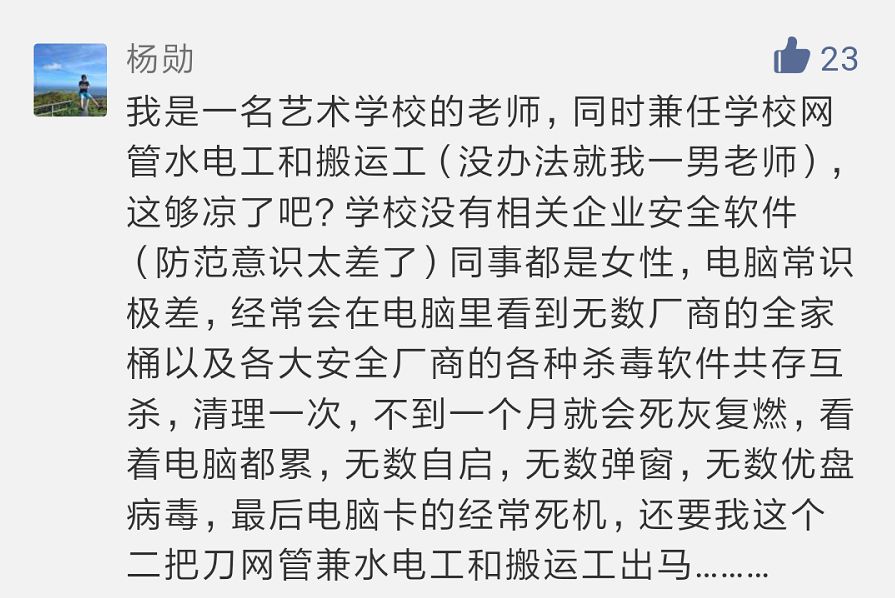 杨勋
23
我是一名艺术学校的老师，同时兼任学校网
管水电工和搬运工（没办法就我一男老师），
这够凉了吧？学校没有相关企业安全软件
（防范意识太差了）同事都是女性，电脑常识
极差，经常会在电脑里看到无数厂商的全家
桶以及各大安全厂商的各种杀毒软件共存互
杀，清理一次，不到一个月就会死灰复燃，看
着电脑都累，无数自启，无数弹窗，无数优盘
病毒，最后电脑卡的经常死机，还要我这个
二把刀网管兼水电工和搬运工出马………